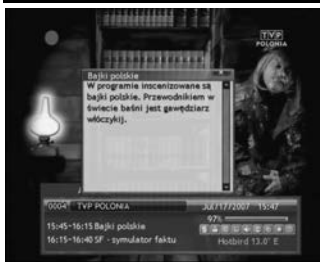 TVP
POLONIA
Bajki polskie
W programie inscenizowane są
bajki polskie. Przewodnikiem w
świecie baśni jest gawędziarz
włóczykij.
0004 TVP POLONIA
Jul/17/2007 15:47
97%
15:45~16:15 Bajki polskie
16:15~16:40 SF - symulator faktu
Hotbird 13.0° E